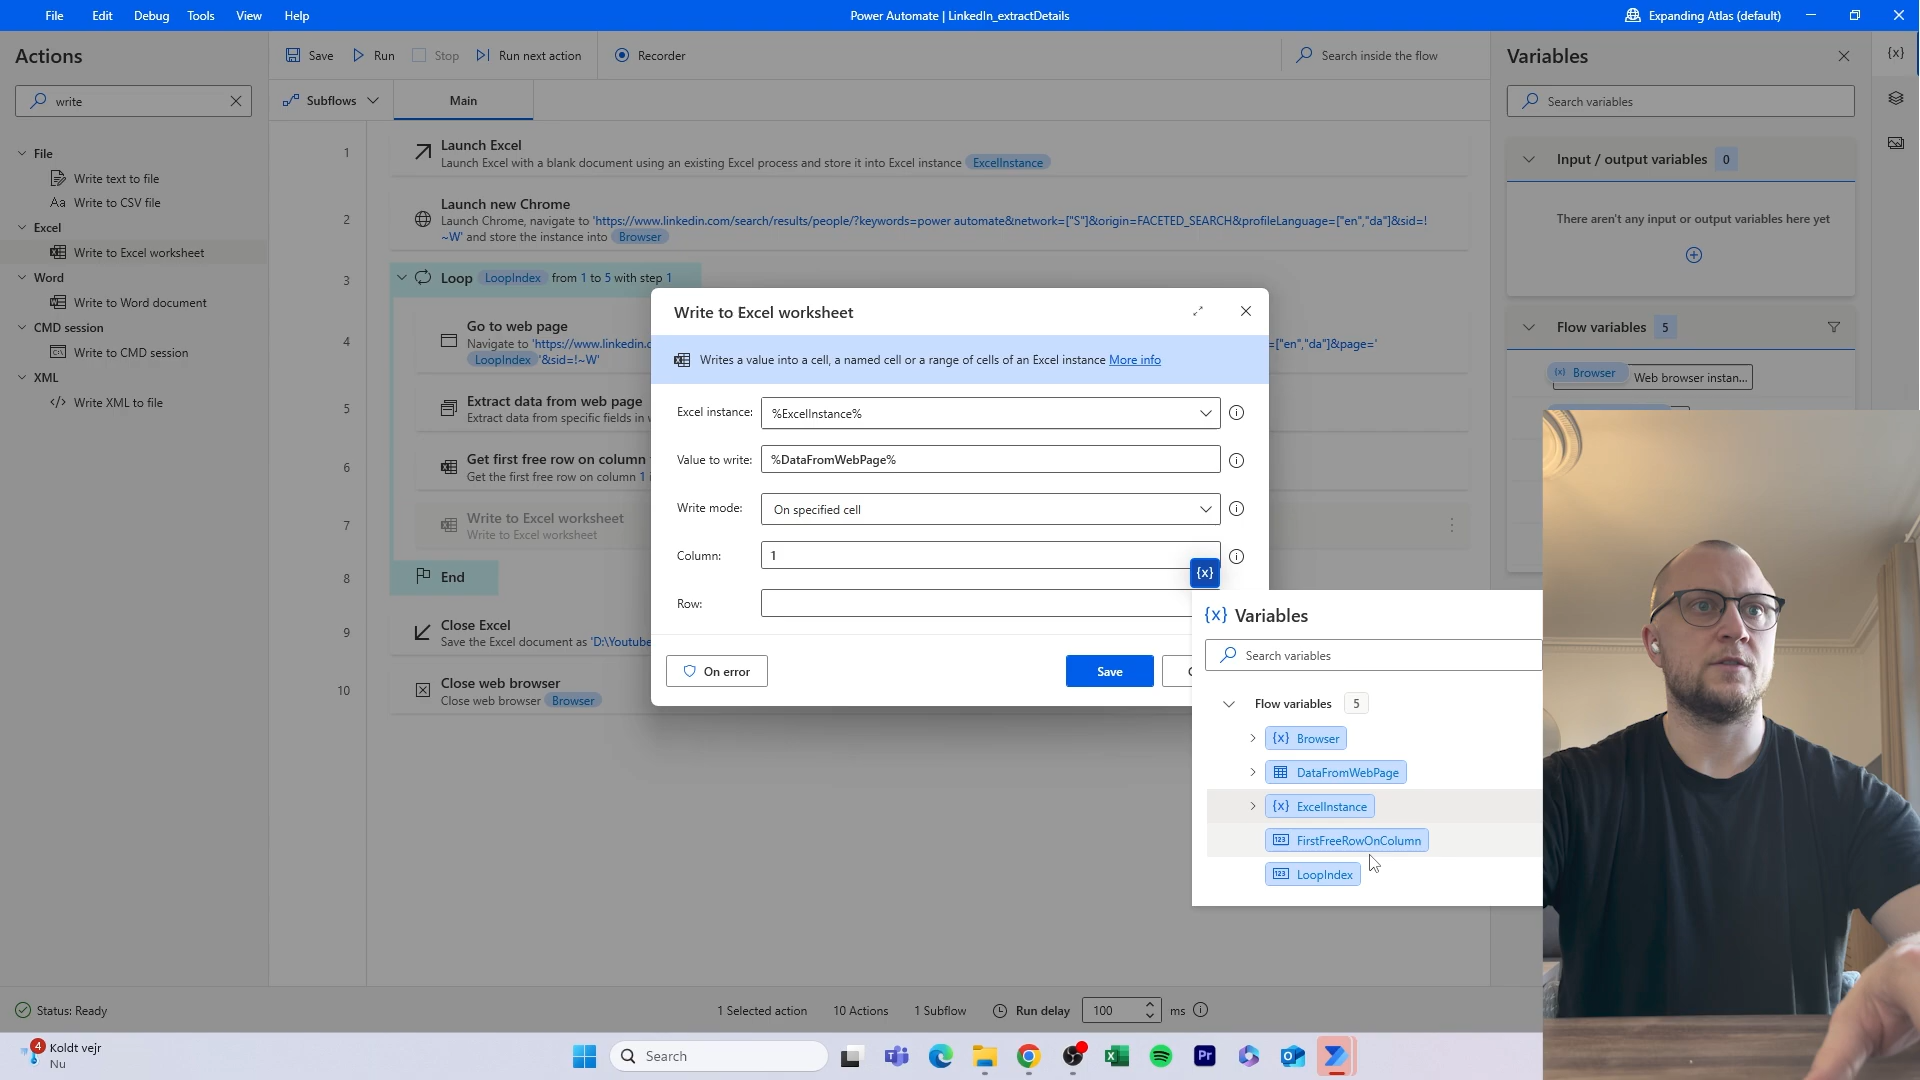 File Edit Debug Tools View Help
Power Automate | LinkedIn_extractDetails
Expanding Atlas (default)
Actions
write
File
Write text to file
Write to CSV file
Excel
Write to Excel worksheet
Word
Write to Word document
CMD session
Write to CMD session
XML
Write XML to file
Save Run Stop Run next action Recorder
Search inside the flow
Subflows Main
1
Launch Excel
Launch Excel with a blank document using an existing Excel process and store it into Excel instance ExcelInstance
2
Launch new Chrome
Launch Chrome, navigate to 'https://www.linkedin.com/search/results/people/?keywords=power automate&network=["S"]&origin=FACETED_SEARCH&profileLanguage=["en","da"]&sid=!
~W' and store the instance into Browser
3
Loop LoopIndex from 1 to 5 with step 1
4
Go to web page
Navigate to 'https://www.linkedin.c
=["en","da"]&page='
LoopIndex '&sid=!~W'
5
Extract data from web page
Extract data from specific fields in
6
Get first free row on column
Get the first free row on column 1
7
Write to Excel worksheet
Write to Excel worksheet
8
End
9
Close Excel
Save the Excel document as 'D:\Youtube
10
Close web browser
Close web browser Browser
Write to Excel worksheet
Writes a value into a cell, a named cell or a range of cells of an Excel instance More info
Excel instance: %ExcelInstance%
Value to write: %DataFromWebPage%
Write mode: On specified cell
Column: 1
{x}
Row:
On error
Save
C
{x} Variables
Search variables
Flow variables 5
{x} Browser
DataFromWebPage
{x} ExcelInstance
123 FirstFreeRowOnColumn
123 LoopIndex
Variables
{x}
Search variables
Input / output variables 0
There aren't any input or output variables here yet
Flow variables 5
(x) Browser Web browser instan...
Status: Ready
1 Selected action 10 Actions 1 Subflow Run delay 100 ms
4
Koldt vejr
Nu
Search
Pr